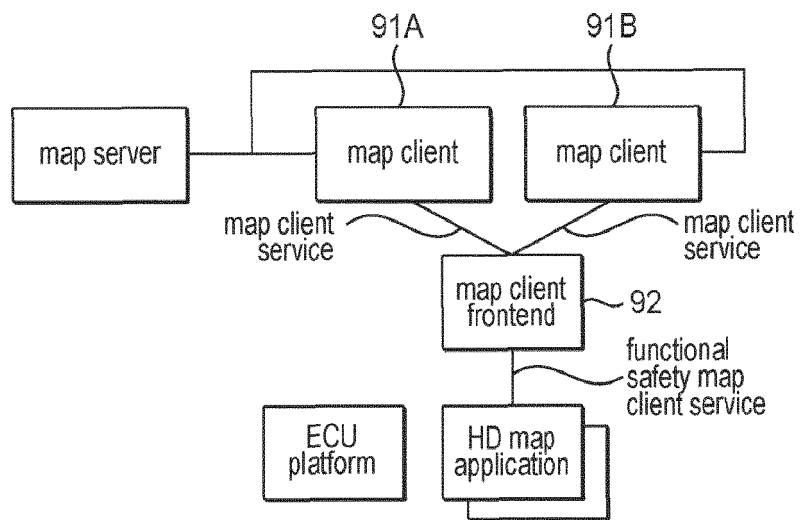 91A
91B
map server
map client
map client
map client
service
map client
service
map client
frontend
92
functional
safety map
client service
ECU
platform
HD map
application